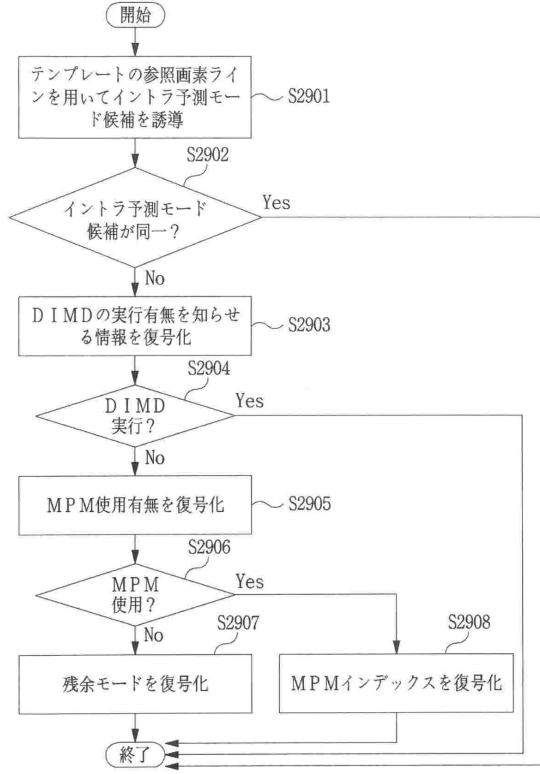 開始
テンプレートの参照画素ライ
ンを用いてイントラ予測モー
ド候補を誘導
S2901
S2902
イントラ予測モード
候補が同一?
Yes
No
DIMDの実行有無を知らせ
る情報を復号化
S2903
S2904
DIMD
実行?
Yes
No
MPM使用有無を復号化
S2905
S2906
MPM
使用?
Yes
No
S2907
残余モードを復号化
S2908
MPMインデックスを復号化
終了